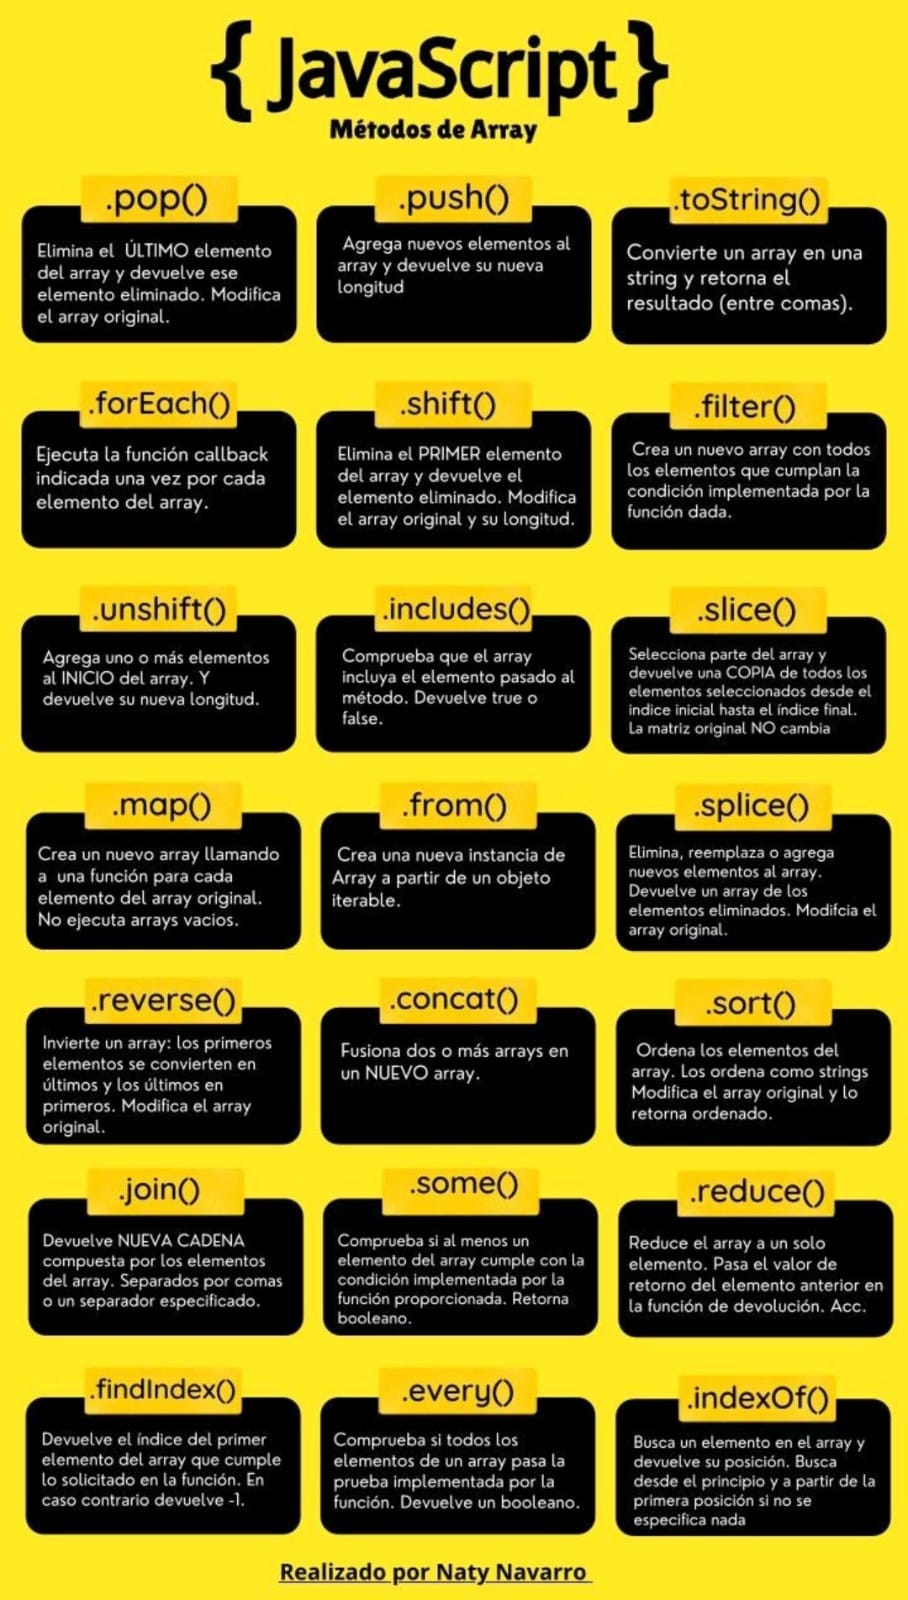 { JavaScript }
Métodos de Array
.pop()
Elimina el ÚLTIMO elemento
del array y devuelve ese
elemento eliminado. Modifica
el array original.
.push()
Agrega nuevos elementos al
array y devuelve su nueva
longitud
.toString()
Convierte un array en una
string y retorna el
resultado (entre comas).
.forEach()
Ejecuta la función callback
indicada una vez por cada
elemento del array.
.shift()
Elimina el PRIMER elemento
del array y devuelve el
elemento eliminado. Modifica
el array original y su longitud.
.filter()
Crea un nuevo array con todos
los elementos que cumplan la
condición implementada por la
función dada.
.unshift()
Agrega uno o más elementos
al INICIO del array. Y
devuelve su nueva longitud.
.includes()
Comprueba que el array
incluya el elemento pasado al
método. Devuelve true o
false.
.slice()
Selecciona parte del array y
devuelve una COPIA de todos los
elementos seleccionados desde el
indice inicial hasta el índice final.
La matriz original NO cambia
.map()
Crea un nuevo array llamando
a una función para cada
elemento del array original.
No ejecuta arrays vacios.
.from()
Crea una nueva instancia de
Array a partir de un objeto
iterable.
.splice()
Elimina, reemplaza o agrega
nuevos elementos al array.
Devuelve un array de los
elementos eliminados. Modifcia el
array original.
.reverse()
Invierte un array: los primeros
elementos se convierten en
últimos y los últimos en
primeros. Modifica el array
original.
.concat()
Fusiona dos o más arrays en
un NUEVO array.
.sort()
Ordena los elementos del
array. Los ordena como strings
Modifica el array original y lo
retorna ordenado.
.join()
Devuelve NUEVA CADENA
compuesta por los elementos
del array. Separados por comas
o un separador especificado.
.some()
Comprueba si al menos un
elemento del array cumple con la
condición implementada por la
función proporcionada. Retorna
booleano.
.reduce()
Reduce el array a un solo
elemento. Pasa el valor de
retorno del elemento anterior en
la función de devolución. Acc.
.findIndex()
Devuelve el índice del primer
elemento del array que cumple
lo solicitado en la función. En
caso contrario devuelve -1.
.every()
Comprueba si todos los
elementos de un array pasa la
prueba implementada por la
función. Devuelve un booleano.
.indexOf()
Busca un elemento en el array y
devuelve su posición. Busca
desde el principio y a partir de la
primera posición si no se
especifica nada
Realizado por Naty Navarro